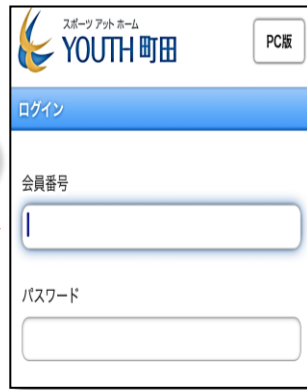 スポーツ アット ホーム
YOUTH 町田
PC版
ログイン
会員番号
パスワード